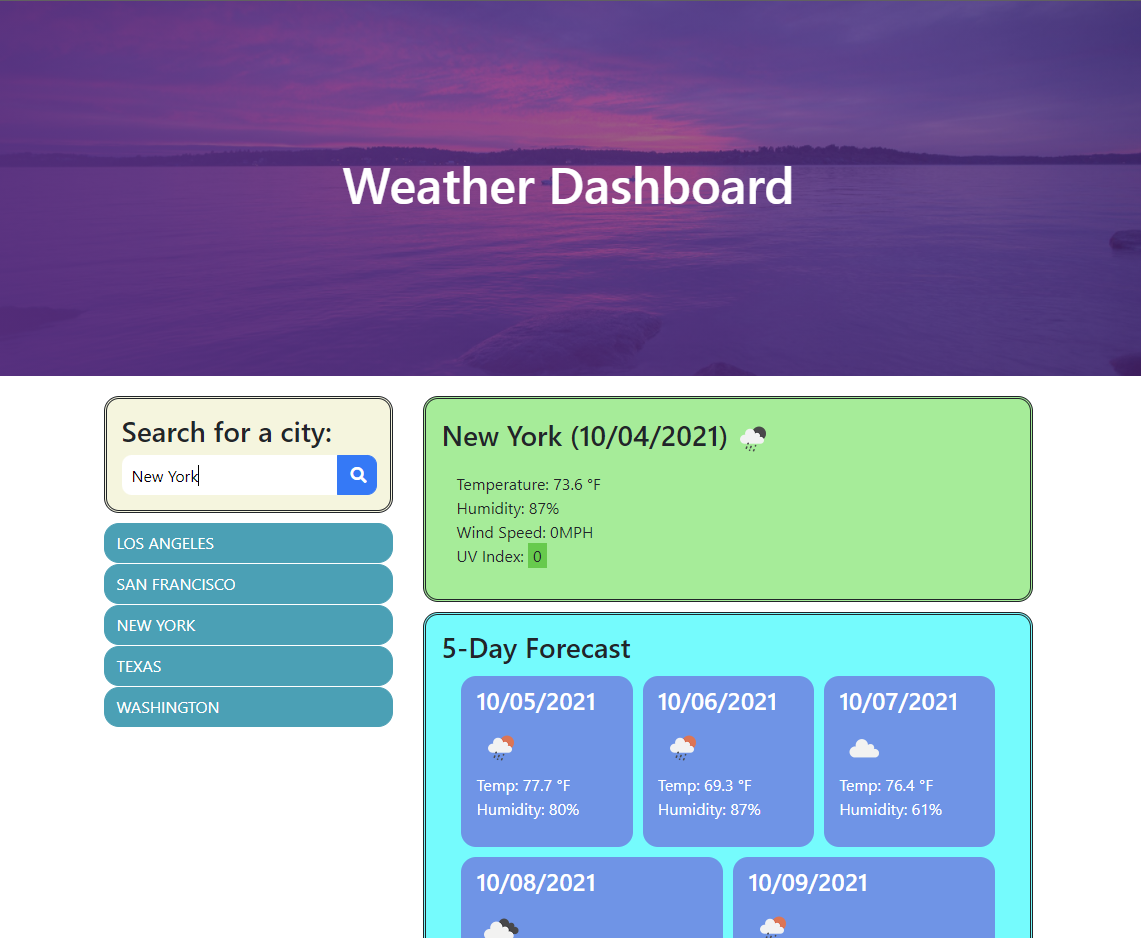 Weather Dashboard
Search for a city:
New York
LOS ANGELES
SAN FRANCISCO
NEW YORK
TEXAS
WASHINGTON
New York (10/04/2021)
Temperature: 73.6 °F
Humidity: 87%
Wind Speed: 0MPH
UV Index: 0
5-Day Forecast
10/05/2021
Temp: 77.7 °F
Humidity: 80%
10/06/2021
Temp: 69.3 °F
Humidity: 87%
10/07/2021
Temp: 76.4 °F
Humidity: 61%
10/08/2021
10/09/2021